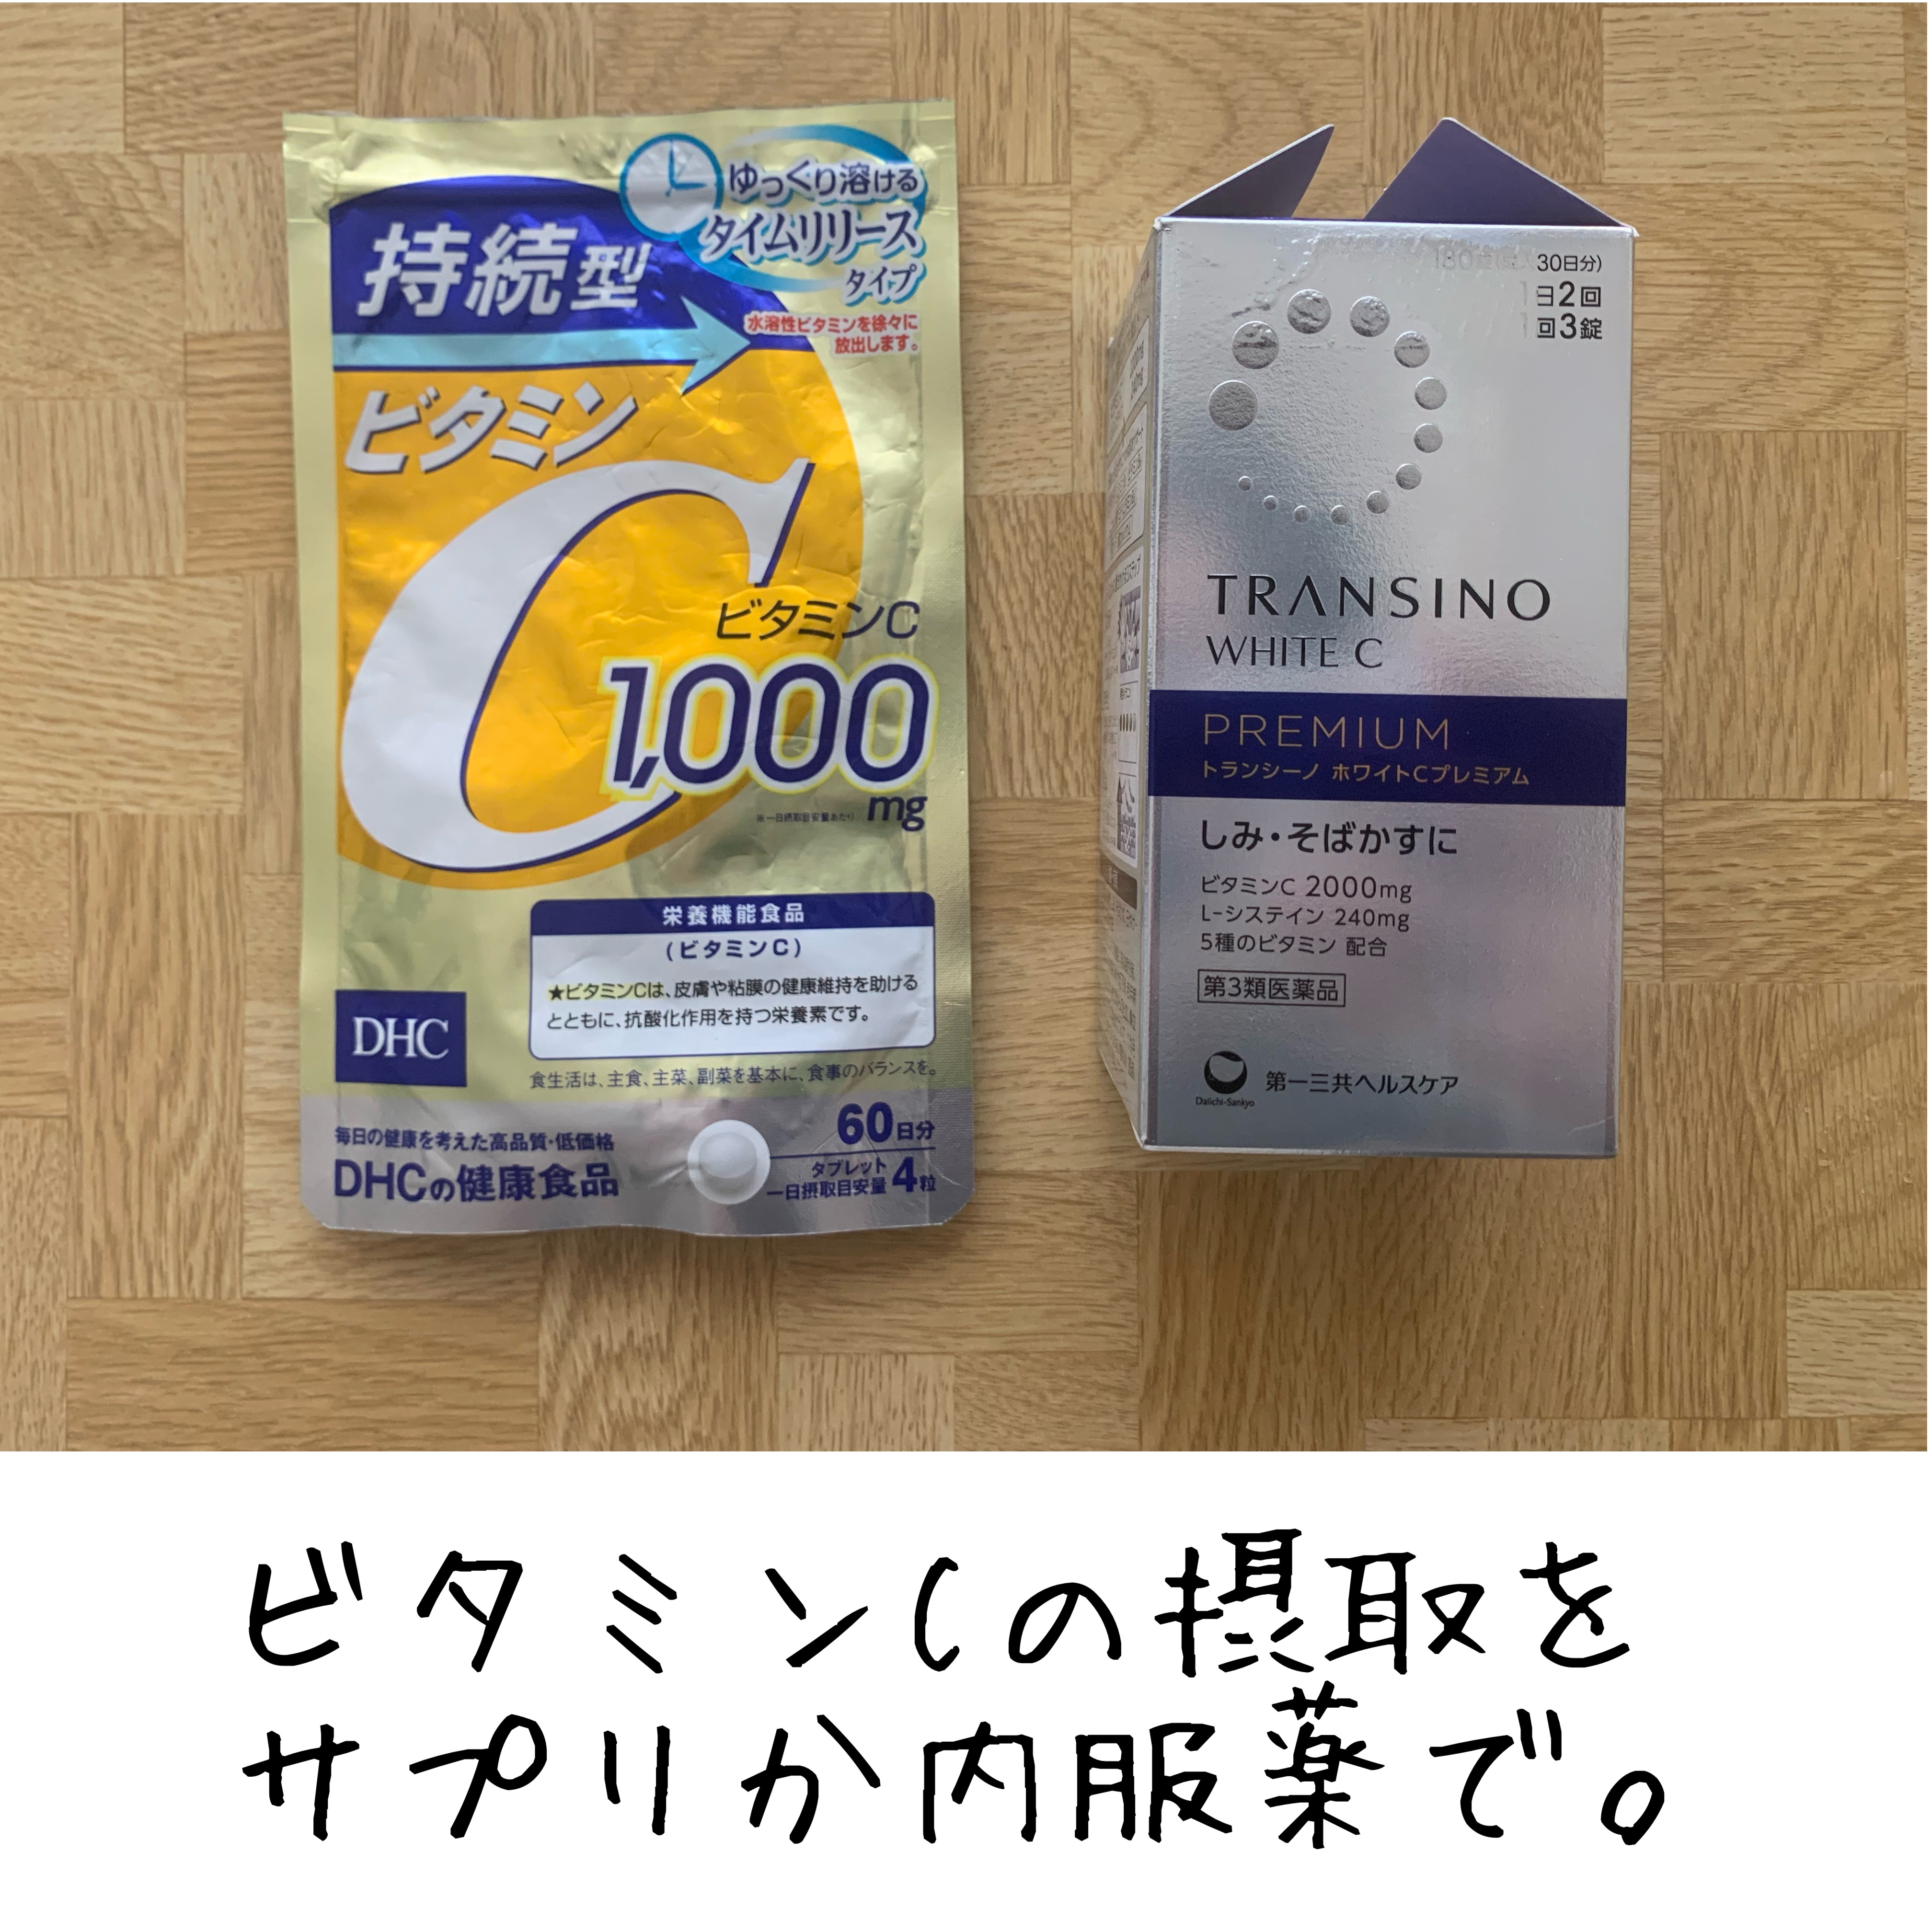 ゆっくり溶ける
タイムリリース
タイプ
持続型
水溶性ビタミンを徐々に
放出します。
ビタミン
C
ビタミンC
1,000
mg
※一日摂取目安量あたり
栄養機能食品
(ビタミンC)
★ビタミンCは、皮膚や粘膜の健康維持を助ける
とともに、抗酸化作用を持つ栄養素です。
DHC
食生活は、主食、主菜、副菜を基本に、食事のバランスを。
毎日の健康を考えた高品質・低価格
DHCの健康食品
60日分
タブレット
一日摂取目安量 4粒
30日分)
1日2回
1回3錠
TRANSINO
WHITE C
PREMIUM
トランシーノ ホワイトCプレミアム
しみ・そばかすに
ビタミンC 2000mg
L-システイン 240mg
5種のビタミン 配合
第3類医薬品
Daiichi-Sankyo
第一三共ヘルスケア
ビタミンCの摂取を
サプリか内服薬で。